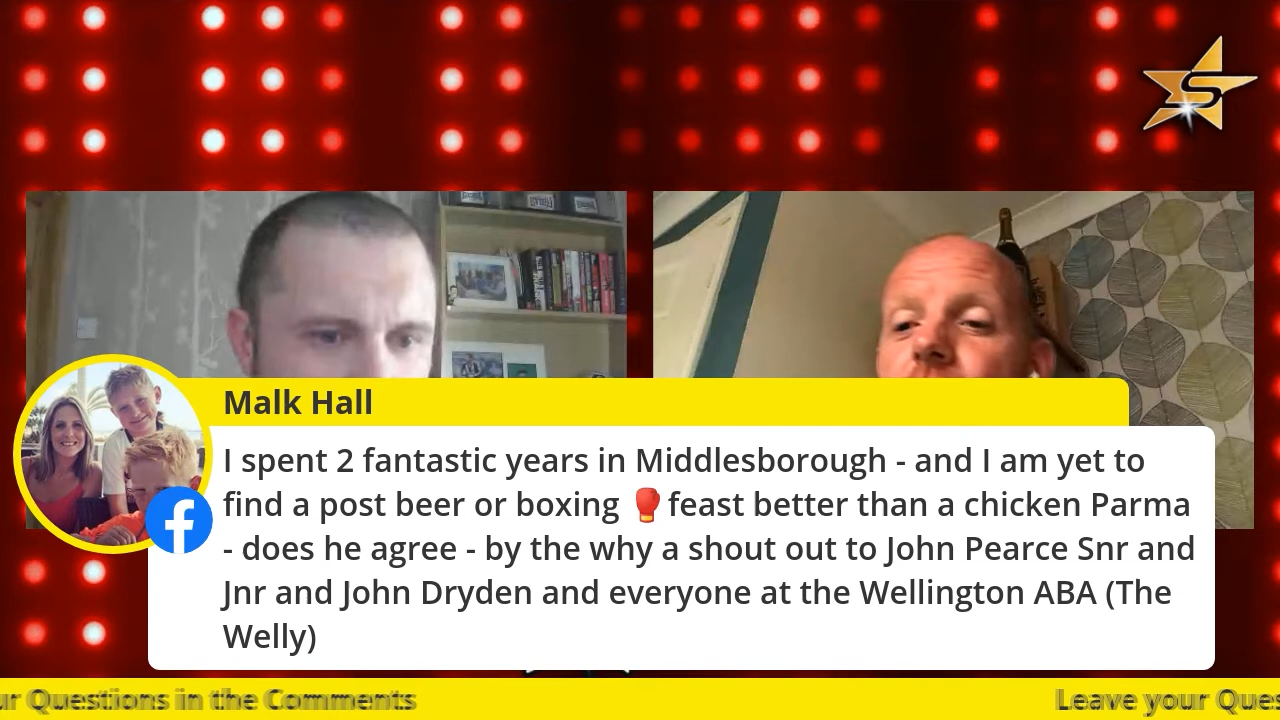 Malk Hall
I spent 2 fantastic years in Middlesborough - and I am yet to
find a post beer or boxing 🥊feast better than a chicken Parma
- does he agree - by the why a shout out to John Pearce Snr and
Jnr and John Dryden and everyone at the Wellington ABA (The
Welly)
ur Questions in the Comments
Leave your Ques